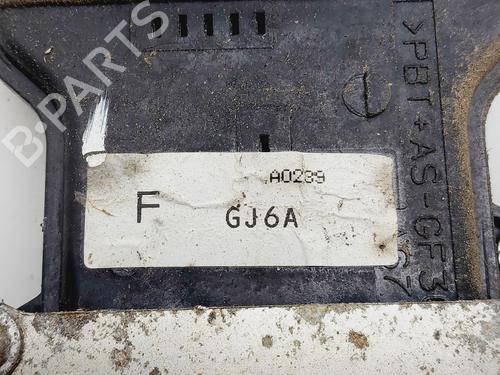 A0239
F GJ6A
>PBT+AS-GF3
B-PARTS